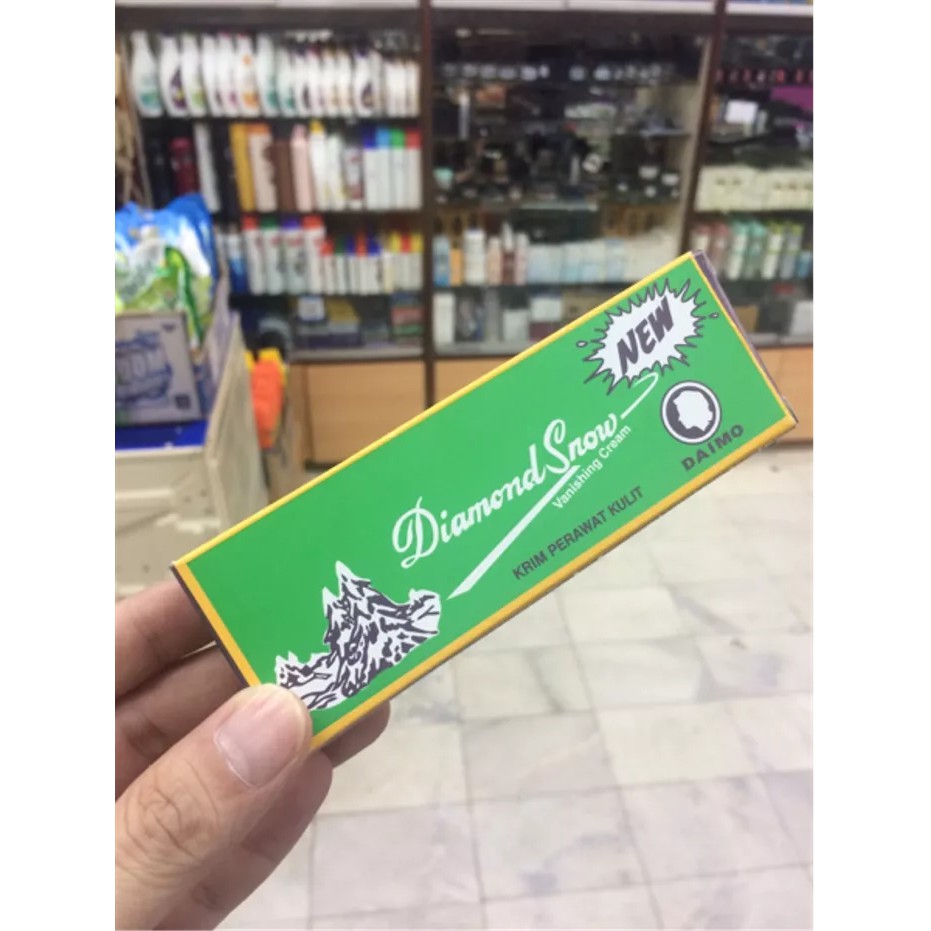 NEW
Diamond Snow
Vanishing Cream
KRIM PERAWAT KULIT
DAIMO